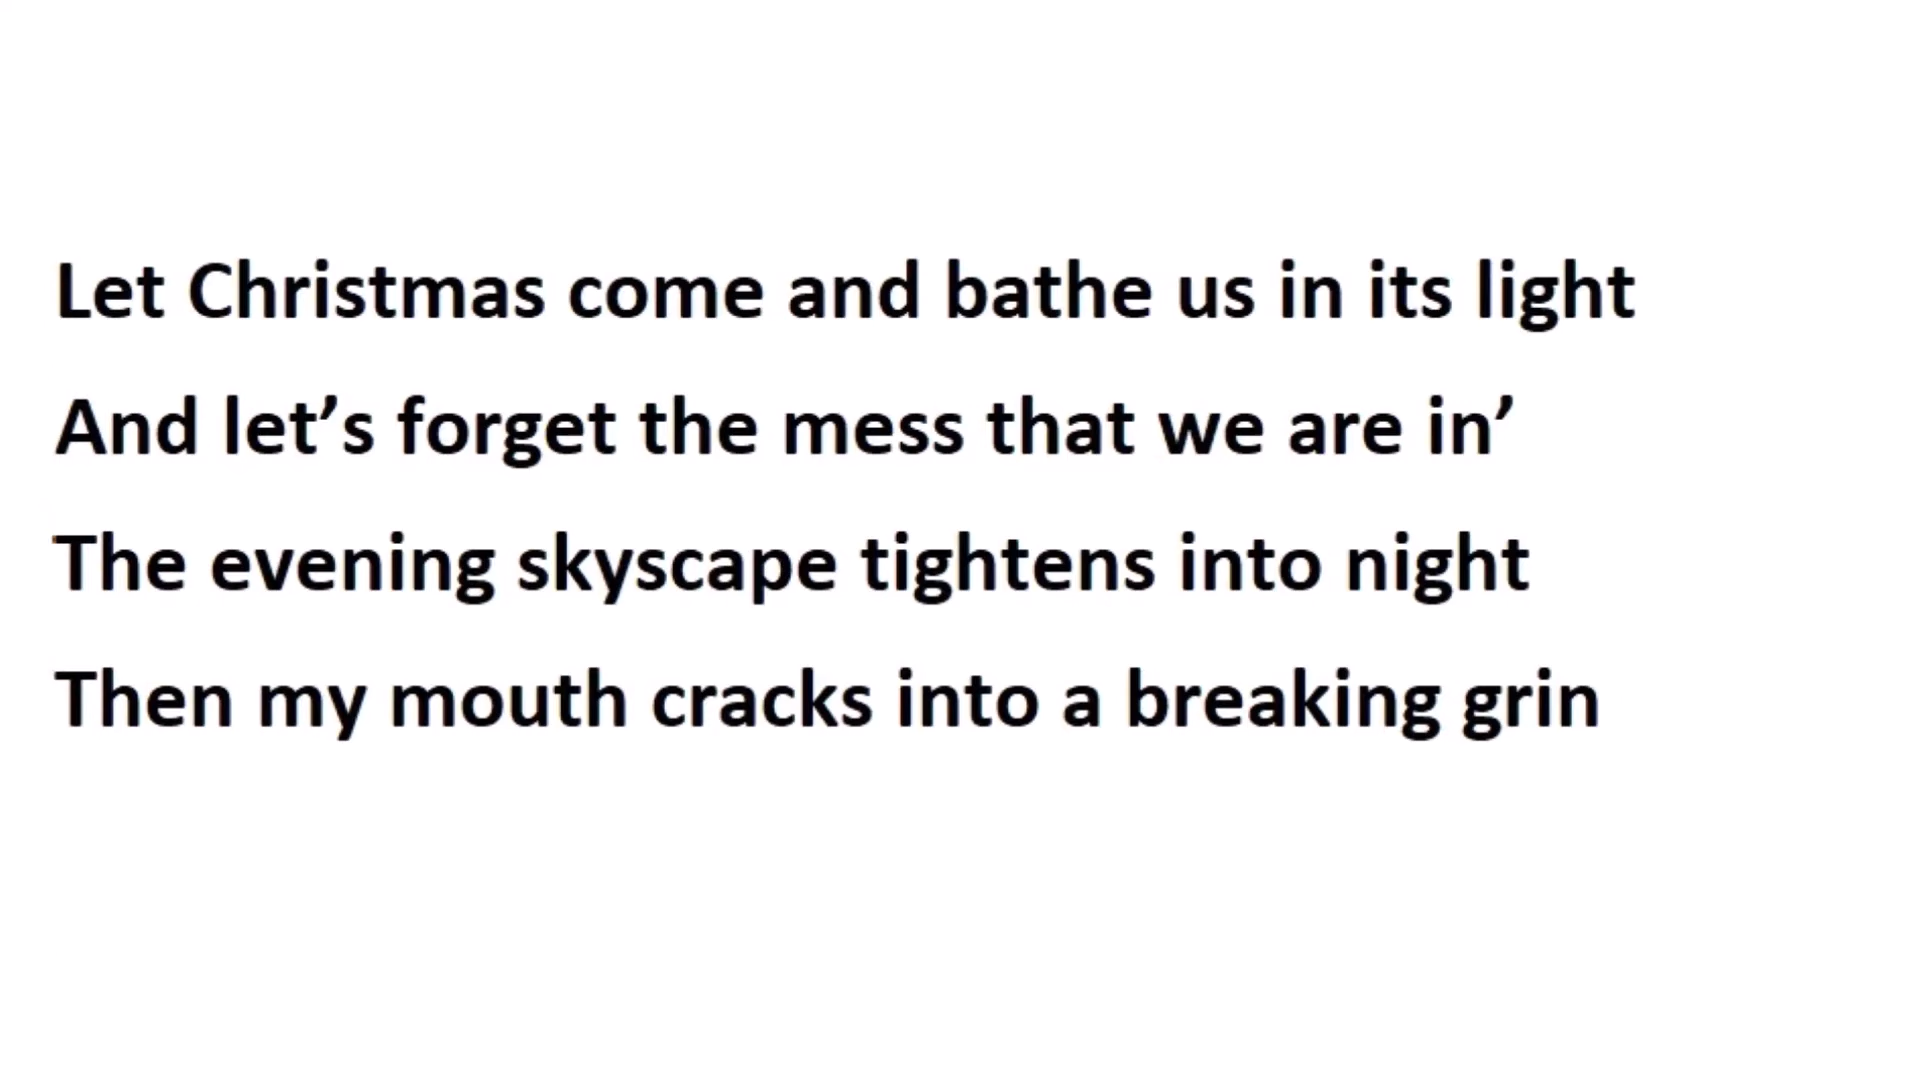 Let Christmas come and bathe us in its light
And let’s forget the mess that we are in’
The evening skyscape tightens into night
Then my mouth cracks into a breaking grin